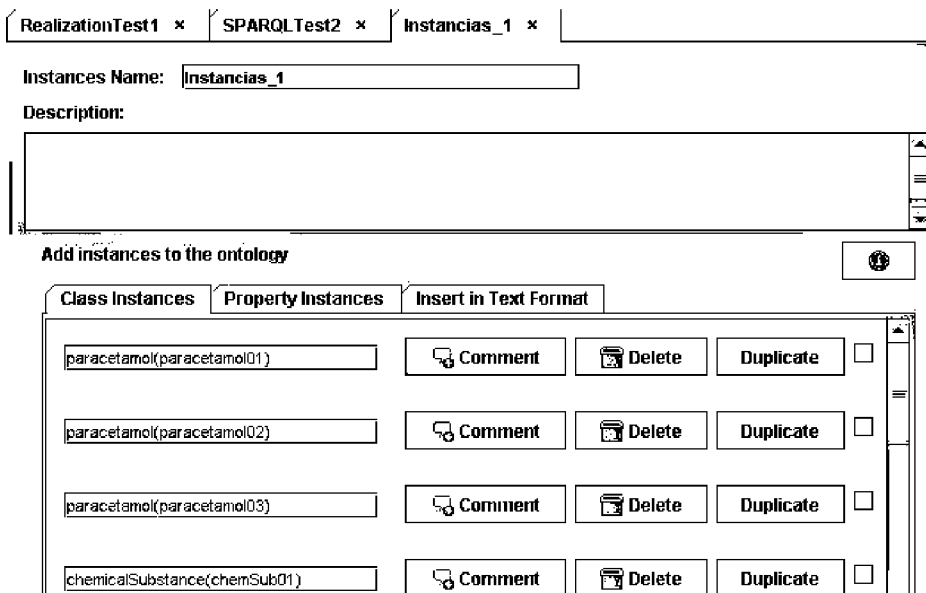 RealizationTest1 × SPARQLTest2 × Instancias_1 ×
Instances Name: Instancias_1
Description:
Add instances to the ontology
Class Instances Property Instances Insert in Text Format
paracetamol(paracetamol01) Comment Delete Duplicate
paracetamol(paracetamol02) Comment Delete Duplicate
paracetamol(paracetamol03) Comment Delete Duplicate
chemicalSubstance(chemSub01) Comment Delete Duplicate